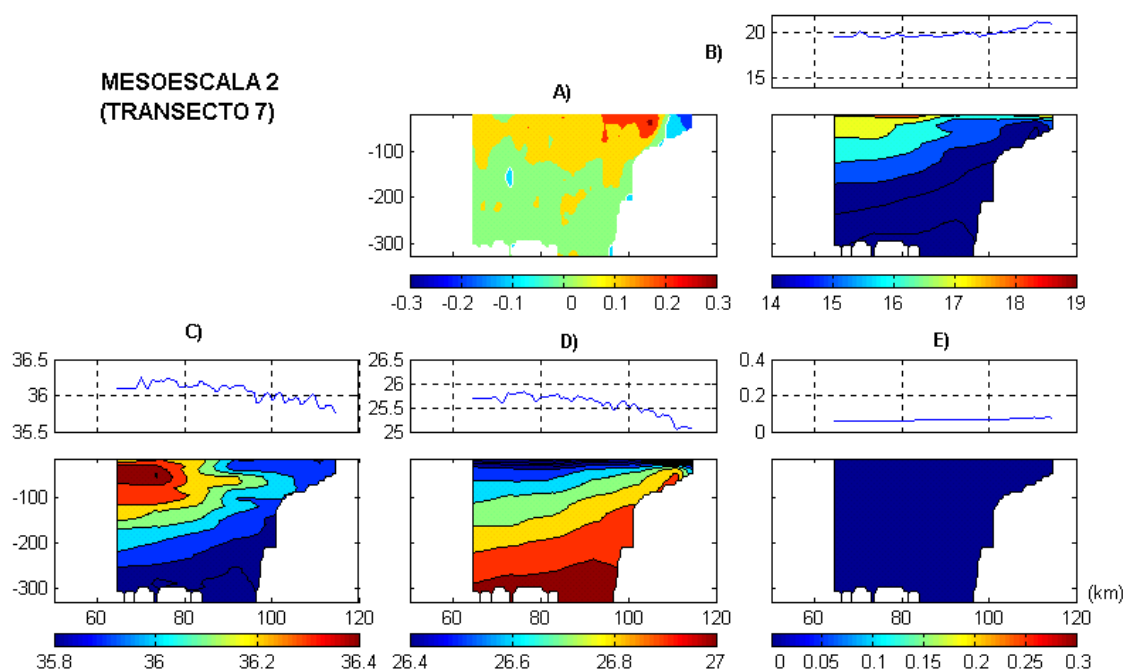 MESOESCALA 2
(TRANSECTO 7)
A)
-100
-200
-300
-0.3 -0.2 -0.1 0 0.1 0.2 0.3
B)
20
15
14 15 16 17 18 19
C)
36.5
36
35.5
-100
-200
-300
60 80 100 120
35.8 36 36.2 36.4
D)
26.5
26
25.5
25
60 80 100 120
26.4 26.6 26.8 27
E)
0.4
0.2
0
60 80 100 120 (km)
0 0.05 0.1 0.15 0.2 0.25 0.3